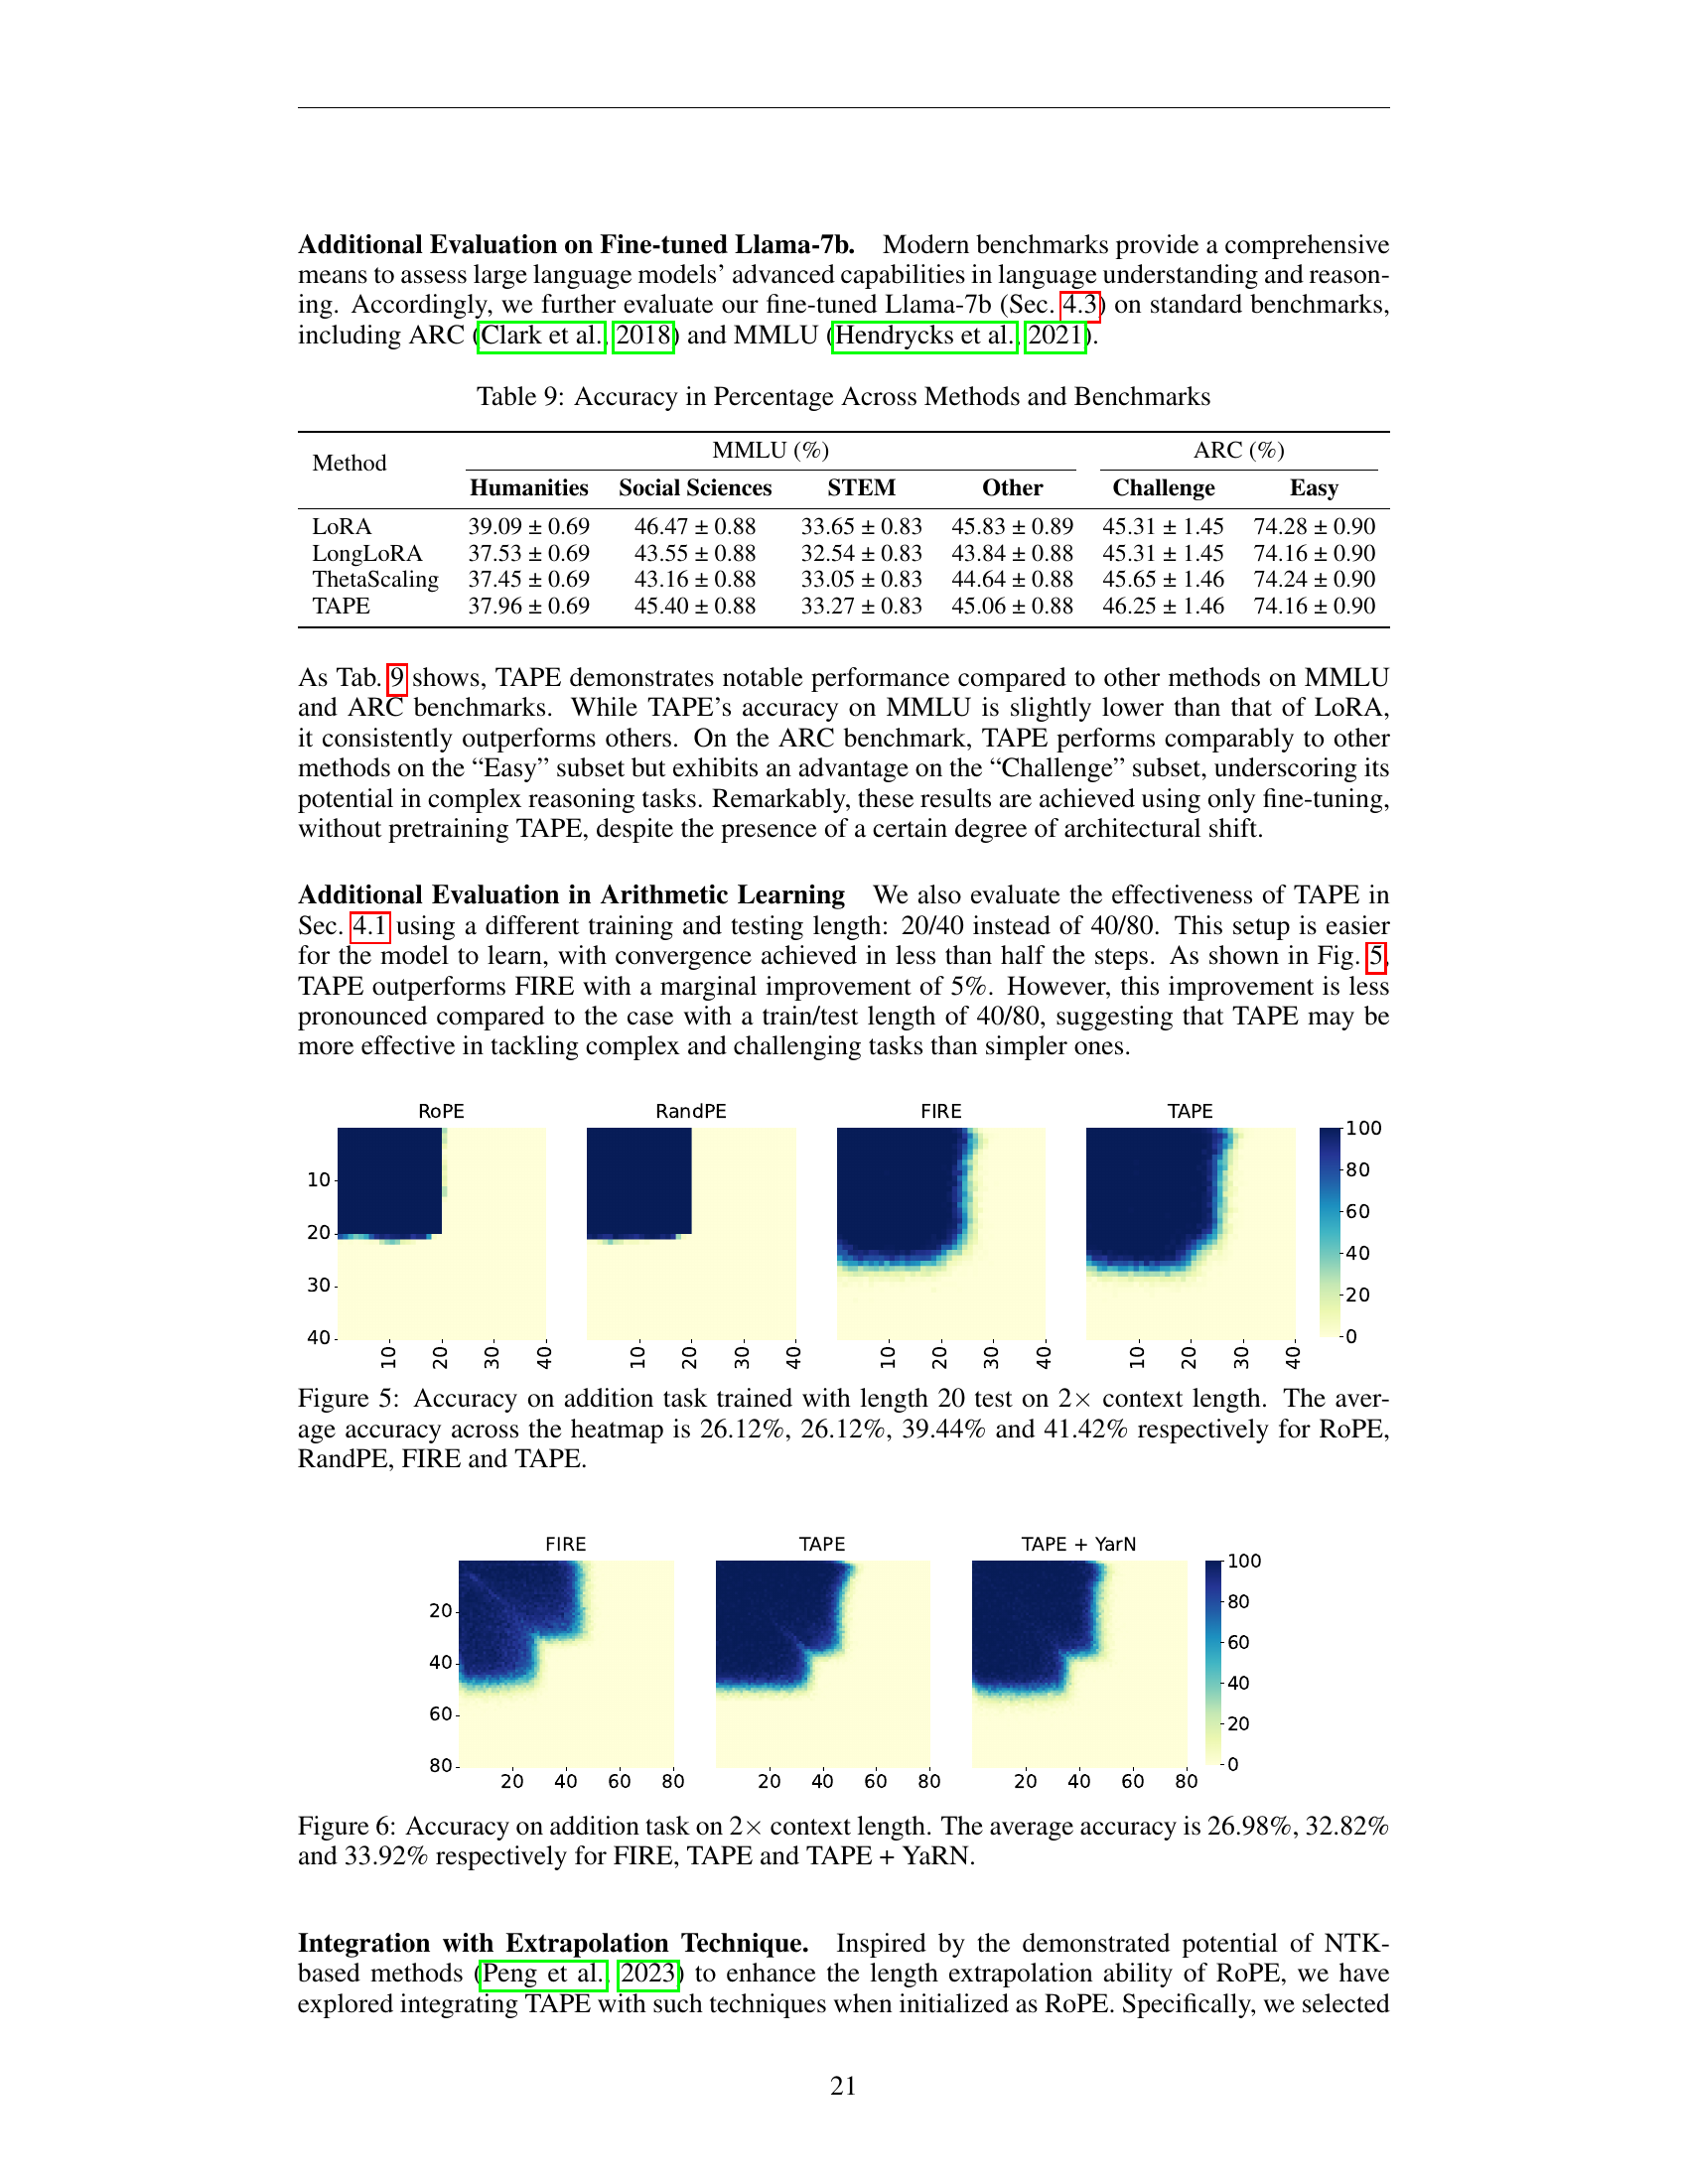 Additional Evaluation on Fine-tuned Llama-7b. Modern benchmarks provide a comprehensive
means to assess large language models' advanced capabilities in language understanding and reason-
ing. Accordingly, we further evaluate our fine-tuned Llama-7b (Sec. 4.3) on standard benchmarks,
including ARC (Clark et al., 2018) and MMLU (Hendrycks et al., 2021).
Table 9: Accuracy in Percentage Across Methods and Benchmarks
Method MMLU (%) ARC (%)
Humanities Social Sciences STEM Other Challenge Easy
LoRA 39.09 ± 0.69 46.47 ± 0.88 33.65 ± 0.83 45.83 ± 0.89 45.31 ± 1.45 74.28 ± 0.90
LongLoRA 37.53 ± 0.69 43.55 ± 0.88 32.54 ± 0.83 43.84 ± 0.88 45.31 ± 1.45 74.16 ± 0.90
ThetaScaling 37.45 ± 0.69 43.16 ± 0.88 33.05 ± 0.83 44.64 ± 0.88 45.65 ± 1.46 74.24 ± 0.90
TAPE 37.96 ± 0.69 45.40 ± 0.88 33.27 ± 0.83 45.06 ± 0.88 46.25 ± 1.46 74.16 ± 0.90
As Tab. 9 shows, TAPE demonstrates notable performance compared to other methods on MMLU
and ARC benchmarks. While TAPE's accuracy on MMLU is slightly lower than that of LoRA,
it consistently outperforms others. On the ARC benchmark, TAPE performs comparably to other
methods on the “Easy” subset but exhibits an advantage on the “Challenge” subset, underscoring its
potential in complex reasoning tasks. Remarkably, these results are achieved using only fine-tuning,
without pretraining TAPE, despite the presence of a certain degree of architectural shift.
Additional Evaluation in Arithmetic Learning We also evaluate the effectiveness of TAPE in
Sec. 4.1 using a different training and testing length: 20/40 instead of 40/80. This setup is easier
for the model to learn, with convergence achieved in less than half the steps. As shown in Fig. 5,
TAPE outperforms FIRE with a marginal improvement of 5%. However, this improvement is less
pronounced compared to the case with a train/test length of 40/80, suggesting that TAPE may be
more effective in tackling complex and challenging tasks than simpler ones.
RoPE RandPE FIRE TAPE
10
20
30
40
10 20 30 40 10 20 30 40 10 20 30 40 10 20 30 40
100
80
60
40
20
0
Figure 5: Accuracy on addition task trained with length 20 test on 2× context length. The aver-
age accuracy across the heatmap is 26.12%, 26.12%, 39.44% and 41.42% respectively for RoPE,
RandPE, FIRE and TAPE.
FIRE TAPE TAPE + YarN
20
40
60
80
20 40 60 80 20 40 60 80 20 40 60 80
100
80
60
40
20
0
Figure 6: Accuracy on addition task on 2× context length. The average accuracy is 26.98%, 32.82%
and 33.92% respectively for FIRE, TAPE and TAPE + YaRN.
Integration with Extrapolation Technique. Inspired by the demonstrated potential of NTK-
based methods (Peng et al., 2023) to enhance the length extrapolation ability of RoPE, we have
explored integrating TAPE with such techniques when initialized as RoPE. Specifically, we selected
21